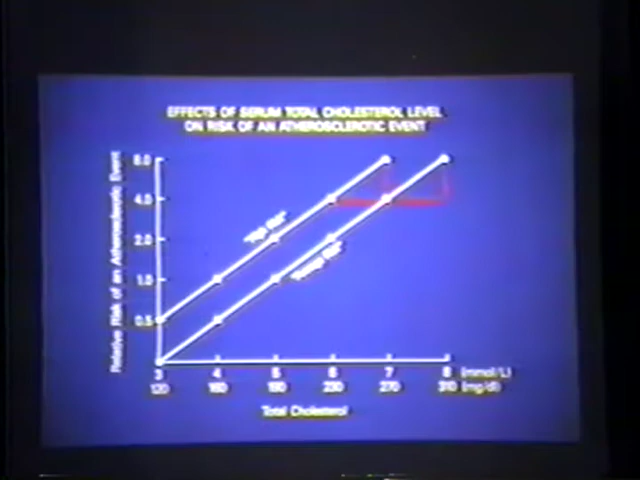 EFFECTS OF SERUM TOTAL CHOLESTEROL LEVEL
ON RISK OF AN ATHEROSCLEROTIC EVENT
Relative Risk of an Atherosclerotic Event
8.0
4.0
2.0
1.0
0.5
3 4 5 6 7 8 (mmol/L)
120 190 230 270 310 (mg/dl)
Total Cholesterol